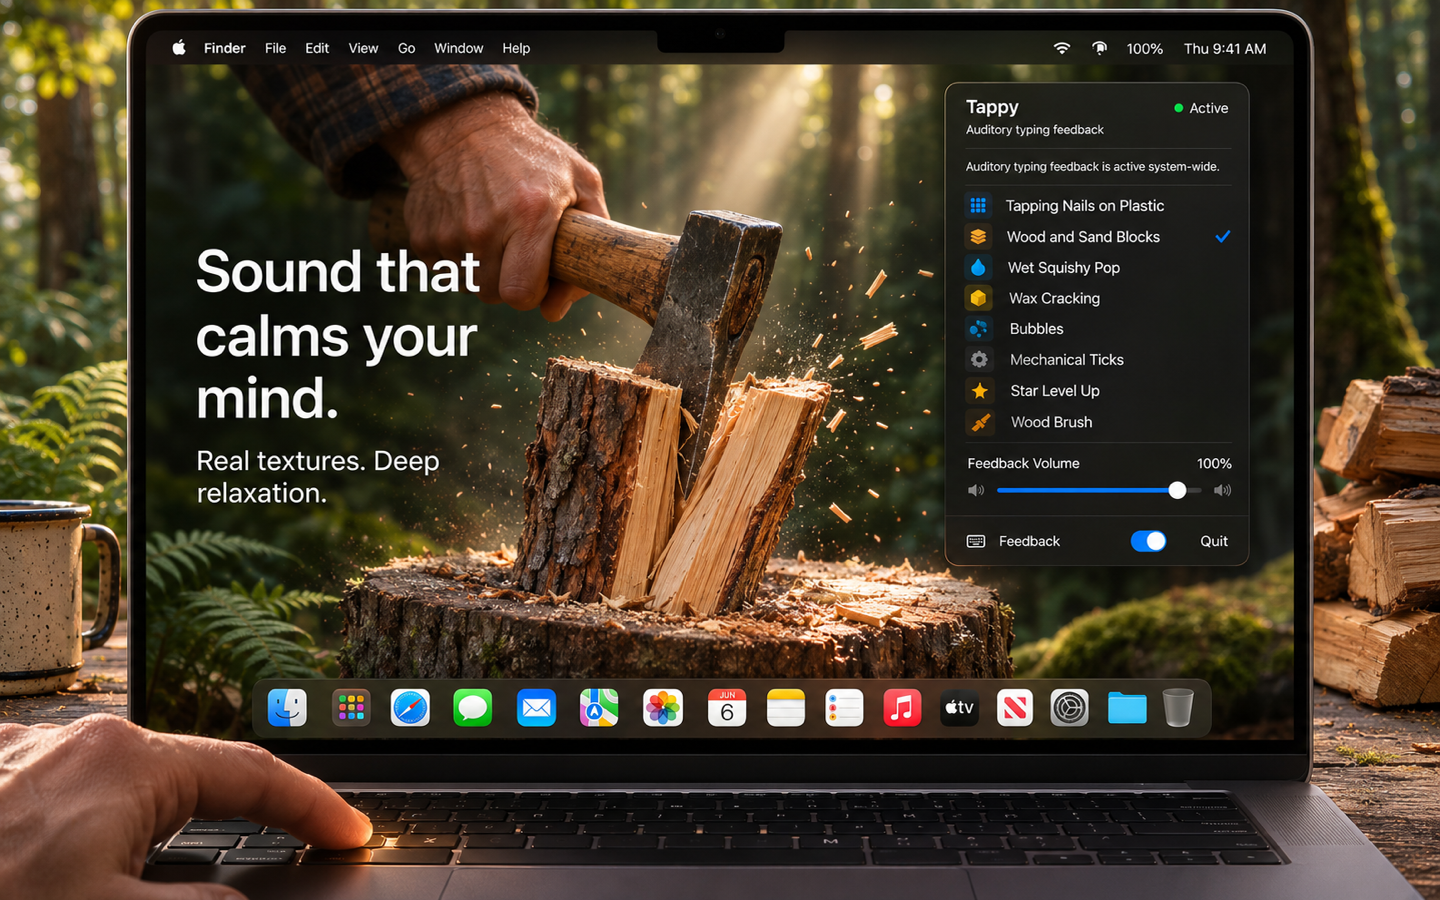 Finder File Edit View Go Window Help
100% Thu 9:41 AM
Sound that
calms your
mind.
Real textures. Deep
relaxation.
Tappy
Active
Auditory typing feedback
Auditory typing feedback is active system-wide.
Tapping Nails on Plastic
Wood and Sand Blocks
Wet Squishy Pop
Wax Cracking
Bubbles
Mechanical Ticks
Star Level Up
Wood Brush
Feedback Volume 100%
Feedback Quit
JUN
6
tv
X
M